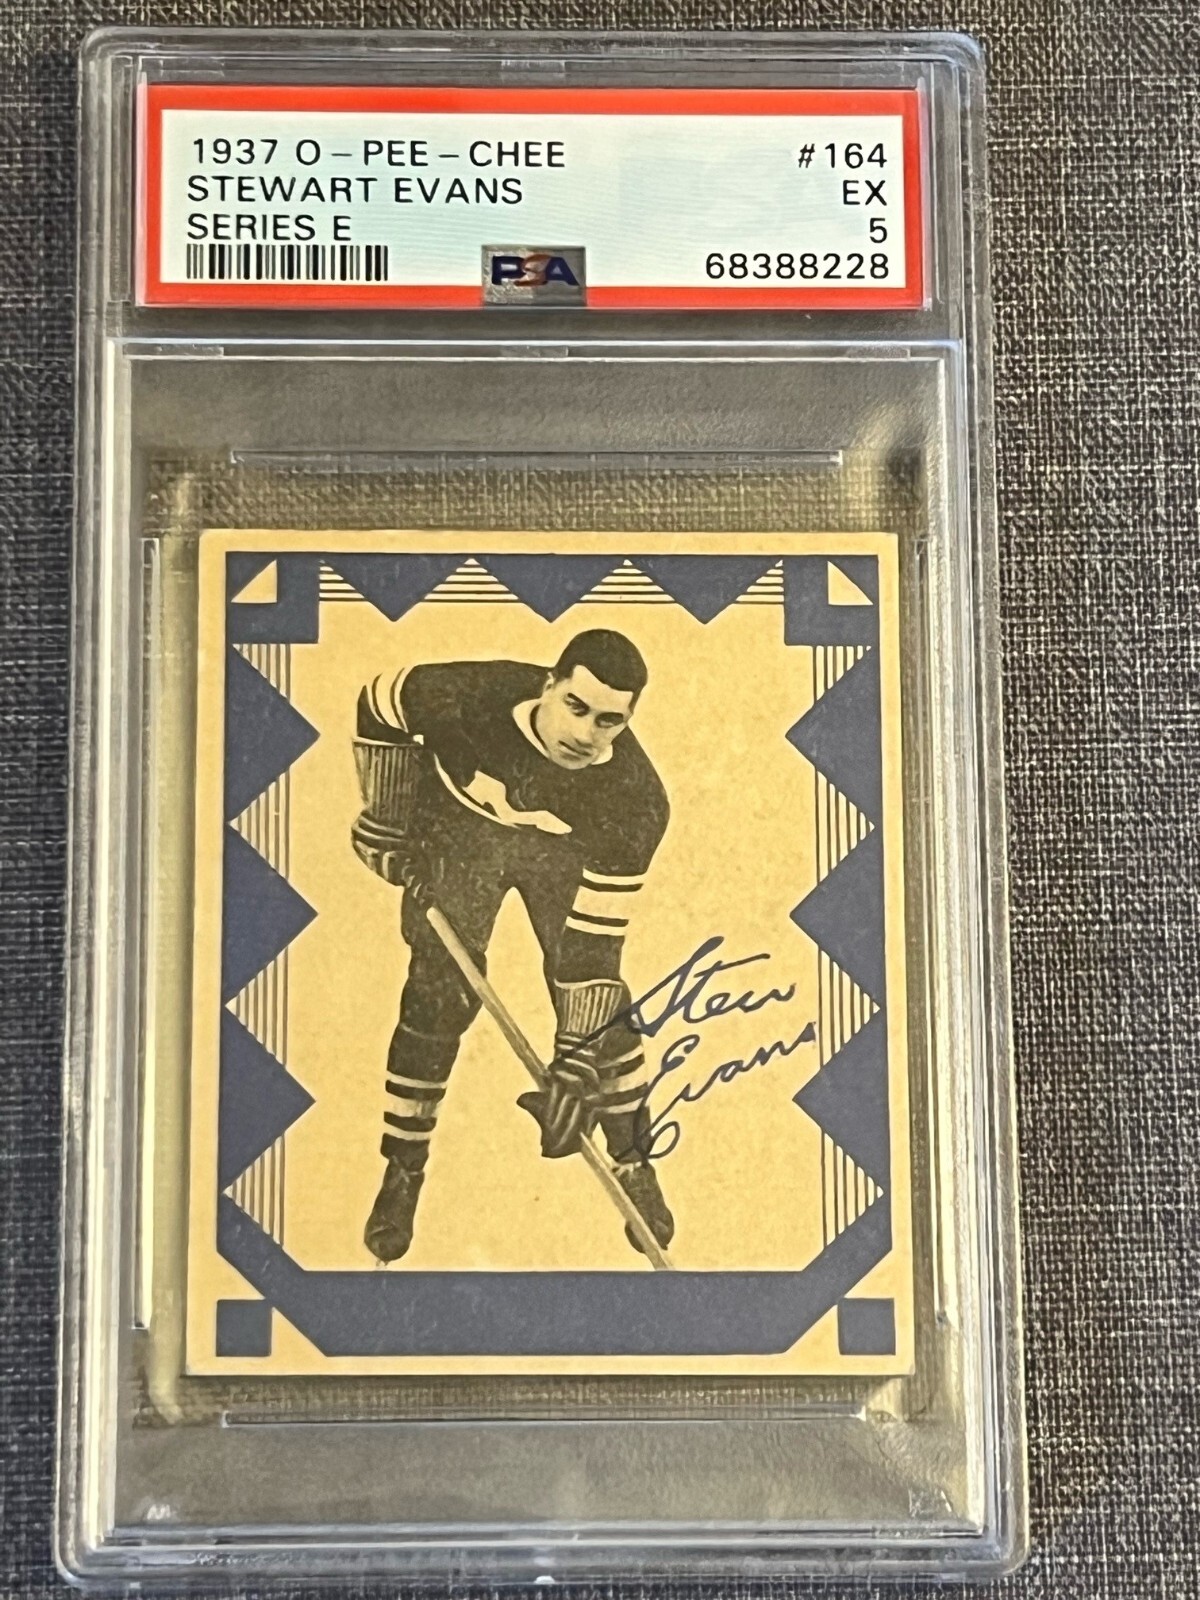 1937 O-PEE-CHEE #164
STEWART EVANS EX
SERIES E 5
PSA 68388228
Stew
Evans